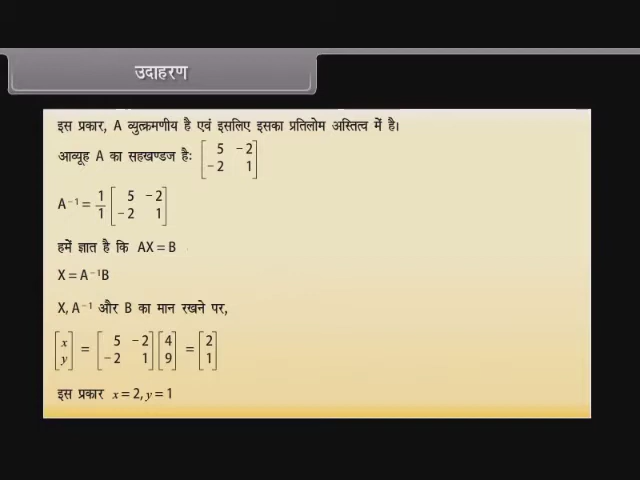 उदाहरण
इस प्रकार, A व्युत्क्रमणीय है एवं इसलिए इसका प्रतिलोम अस्तित्व में है।
आव्यूह A का सहखण्डज है: [5 −2; −2 1]
A⁻¹ = 1/1 [5 −2; −2 1]
हमें ज्ञात है कि AX = B
X = A⁻¹B
X, A⁻¹ और B का मान रखने पर,
[x; y] = [5 −2; −2 1] [4; 9] = [2; 1]
इस प्रकार x = 2, y = 1